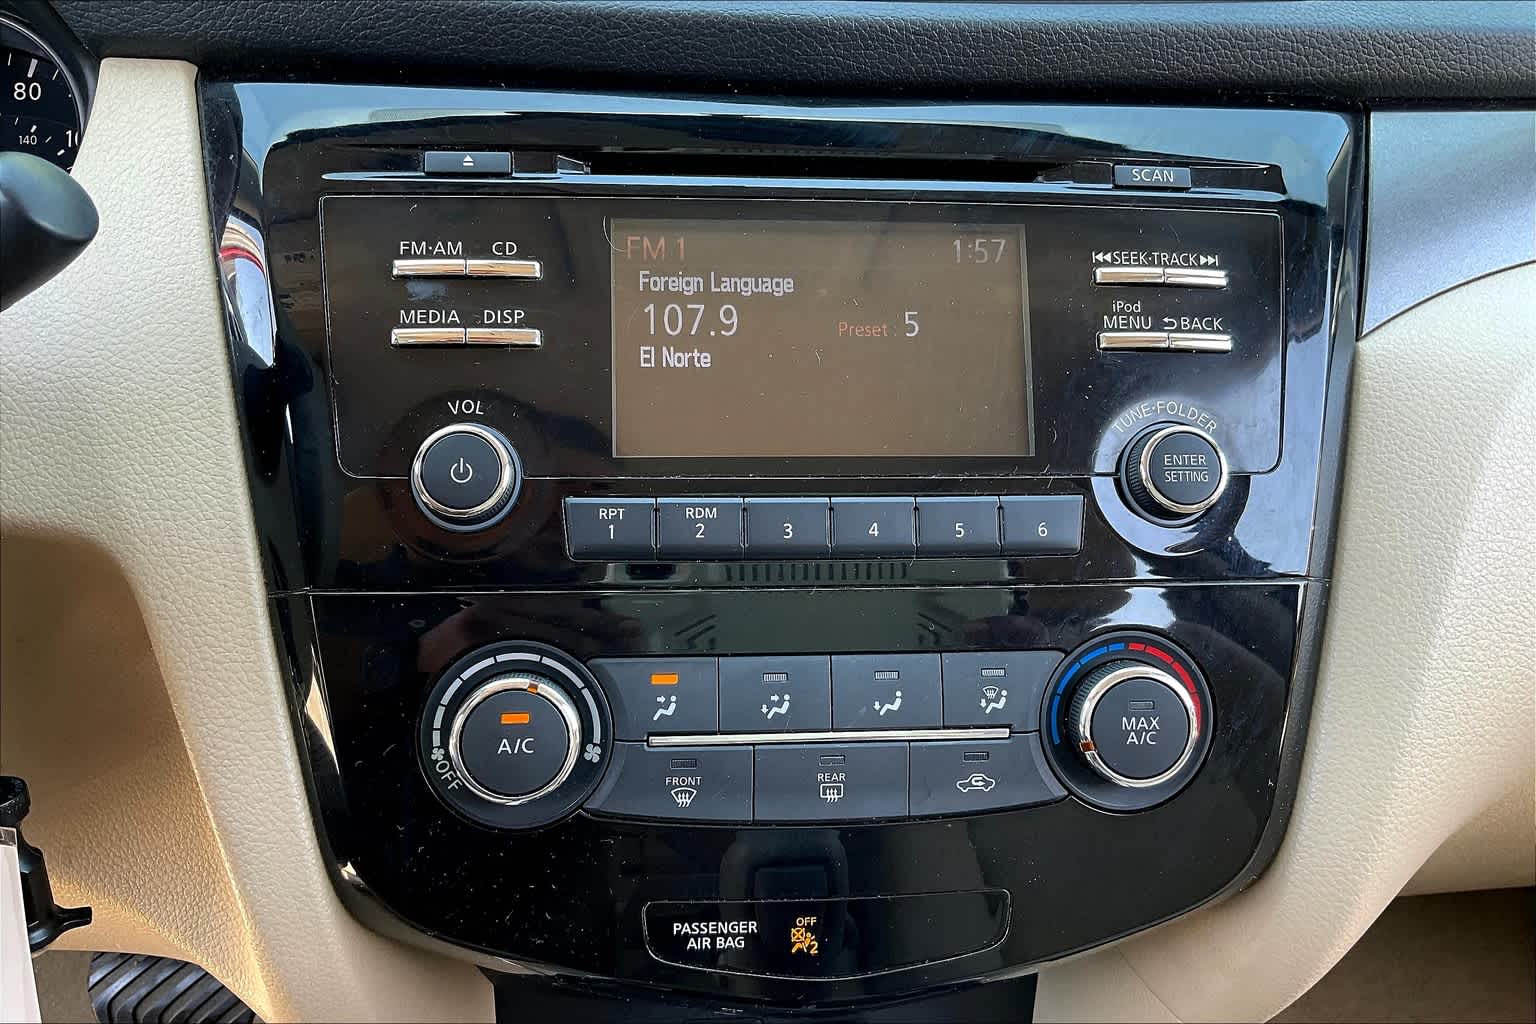 80
140
SCAN
FM·AM CD
FM 1 1:57
SEEK·TRACK
Foreign Language
iPod
MEDIA DISP
107.9 Preset : 5
MENU BACK
El Norte
VOL
TUNE·FOLDER
ENTER
SETTING
RPT RDM
1 2 3 4 5 6
A/C
OFF
MAX
A/C
FRONT REAR
PASSENGER
AIR BAG
OFF
2